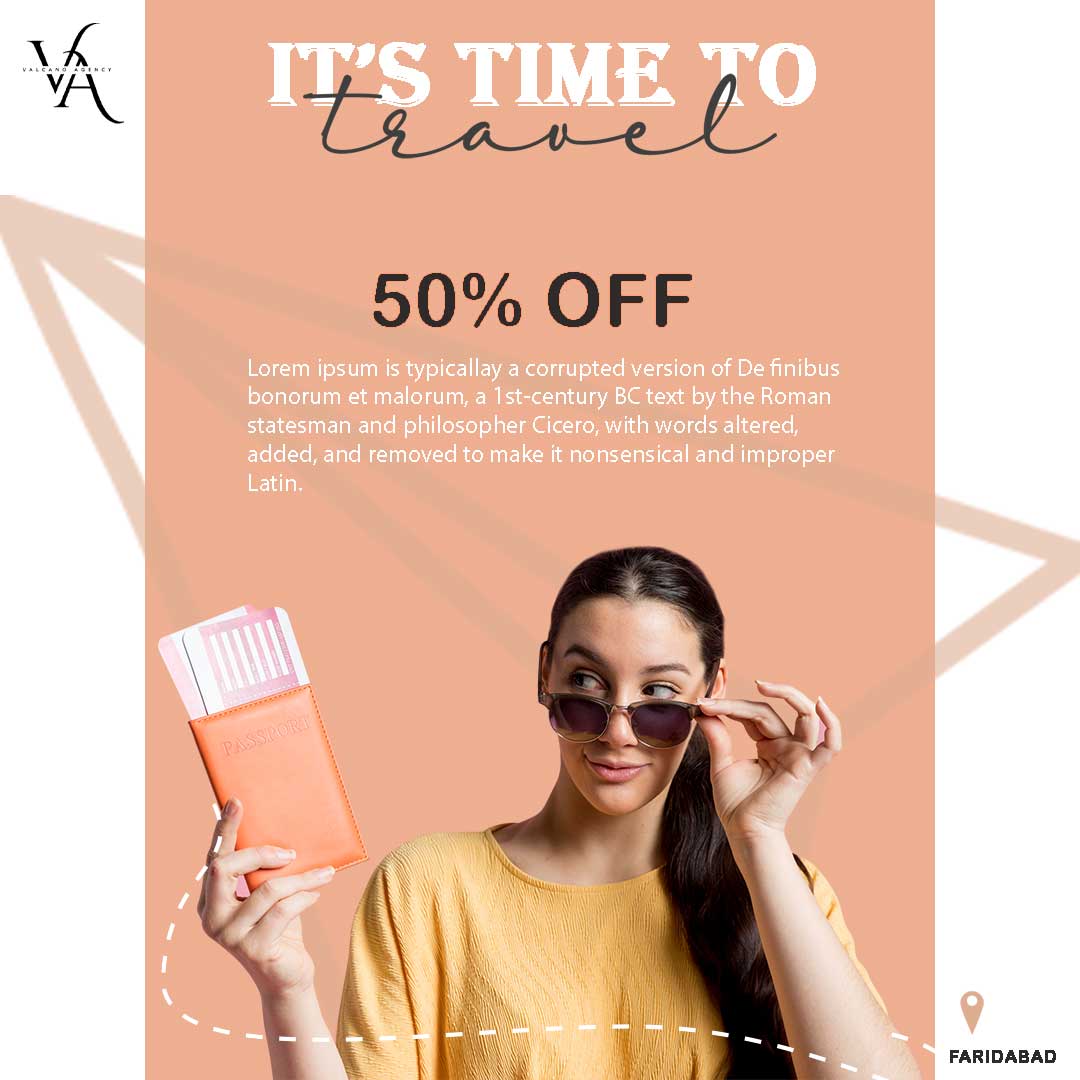 VA
VALCANO AGENCY
IT'S TIME TO
travel
50% OFF
Lorem ipsum is typicallay a corrupted version of De finibus
bonorum et malorum, a 1st-century BC text by the Roman
statesman and philosopher Cicero, with words altered,
added, and removed to make it nonsensical and improper
Latin.
PASSPORT
FARIDABAD